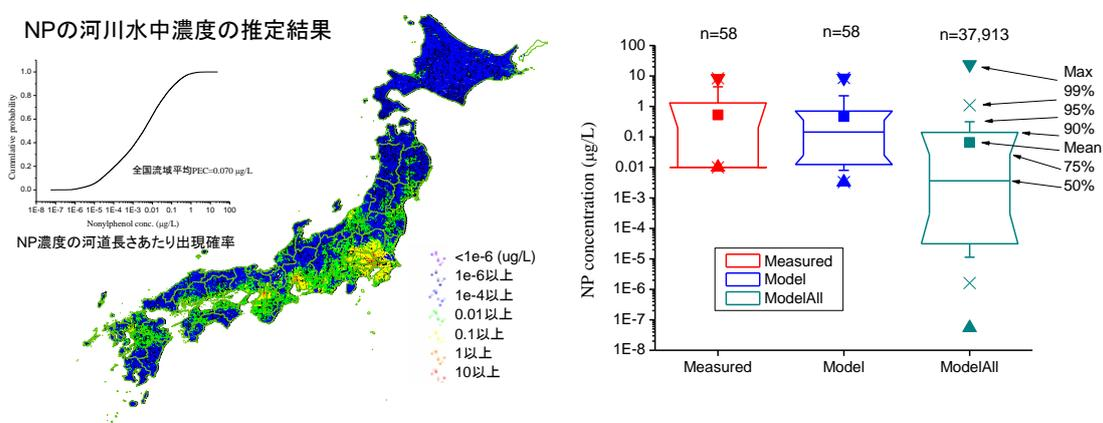 NPの河川水中濃度の推定結果
Cumulative probability
1.0
0.8
0.6
0.4
0.2
0.0
全国流域平均PEC=0.070 μg/L
1E-8 1E-7 1E-6 1E-5 1E-4 1E-3 0.01 0.1 1 10 100
Nonylphenol conc. (μg/L)
NP濃度の河道長さあたり出現確率
<1e-6 (ug/L)
1e-6以上
1e-4以上
0.01以上
0.1以上
1以上
10以上
n=58
n=58
n=37,913
NP concentration (μg/L)
100
10
1
0.1
0.01
1E-3
1E-4
1E-5
1E-6
1E-7
1E-8
Max
99%
95%
90%
Mean
75%
50%
Measured
Model
ModelAll
Measured
Model
ModelAll